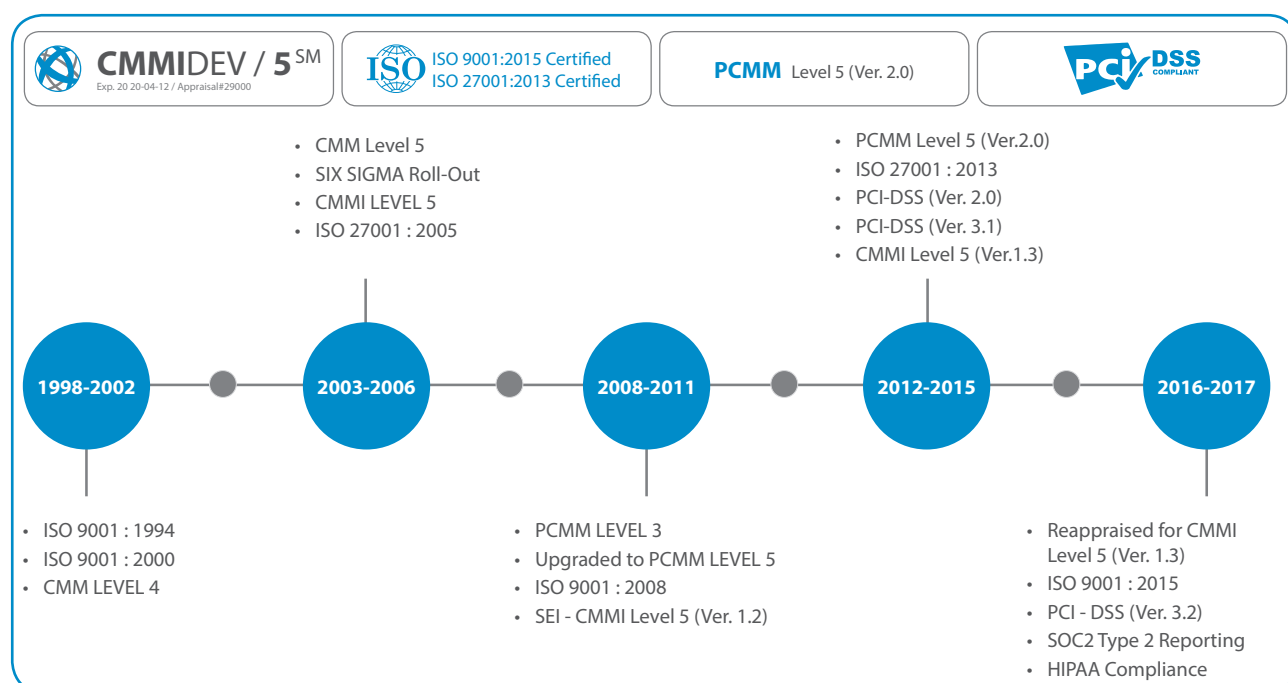 CMMIDEV / 5 SM
Exp. 20 20-04-12 / Appraisal#29000
ISO
ISO 9001:2015 Certified
ISO 27001:2013 Certified
PCMM Level 5 (Ver. 2.0)
PCi DSS
COMPLIANT
• CMM Level 5
• SIX SIGMA Roll-Out
• CMMI LEVEL 5
• ISO 27001 : 2005
• PCMM Level 5 (Ver.2.0)
• ISO 27001 : 2013
• PCI-DSS (Ver. 2.0)
• PCI-DSS (Ver. 3.1)
• CMMI Level 5 (Ver.1.3)
1998-2002
2003-2006
2008-2011
2012-2015
2016-2017
• ISO 9001 : 1994
• ISO 9001 : 2000
• CMM LEVEL 4
• PCMM LEVEL 3
• Upgraded to PCMM LEVEL 5
• ISO 9001 : 2008
• SEI - CMMI Level 5 (Ver. 1.2)
• Reappraised for CMMI
Level 5 (Ver. 1.3)
• ISO 9001 : 2015
• PCI - DSS (Ver. 3.2)
• SOC2 Type 2 Reporting
• HIPAA Compliance